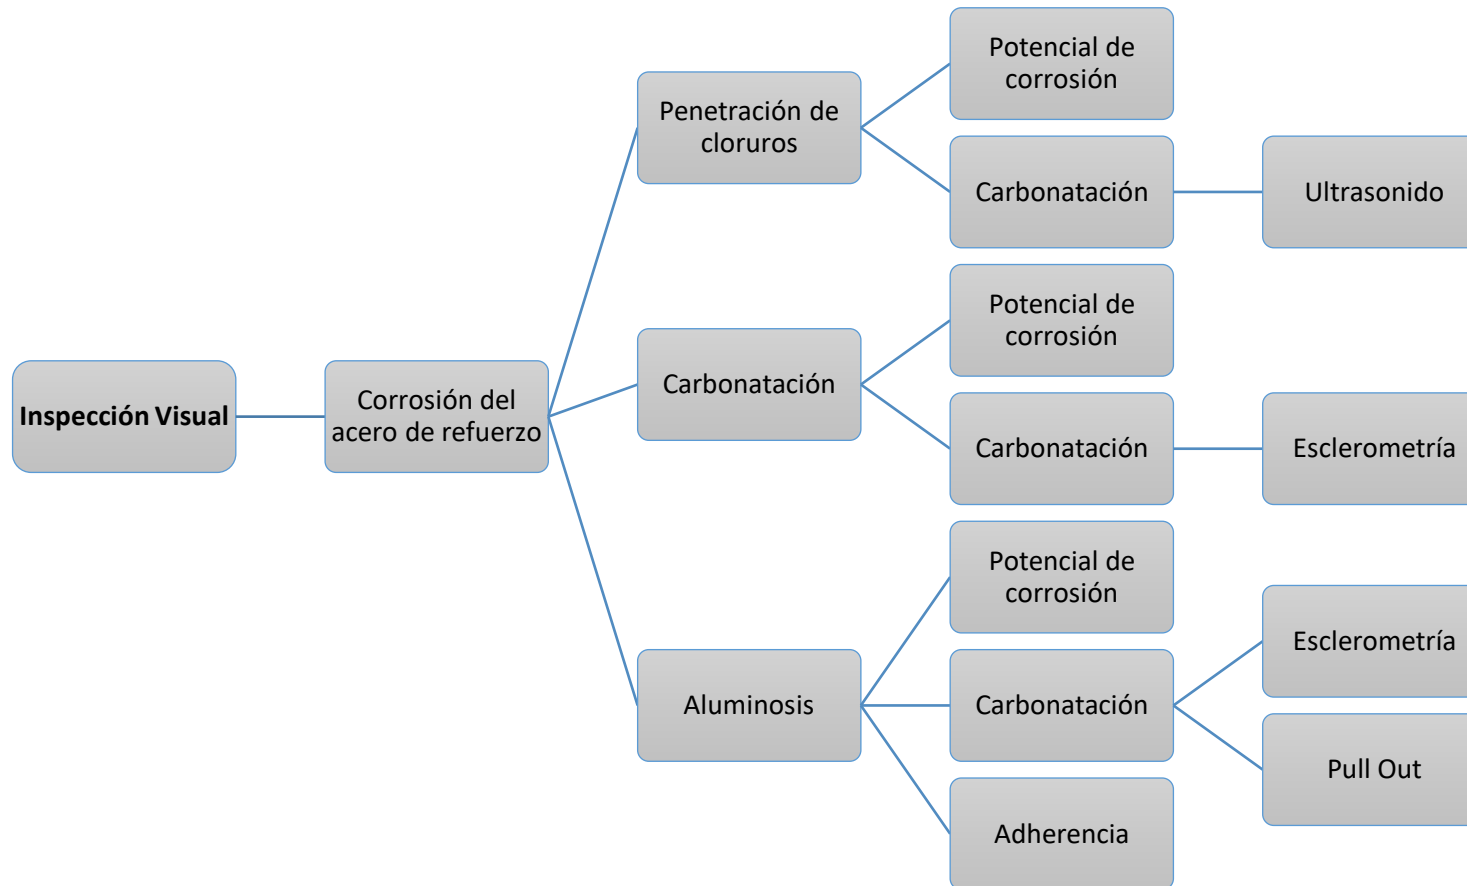 Inspección Visual
Corrosión del
acero de refuerzo
Penetración de
cloruros
Potencial de
corrosión
Carbonatación
Ultrasonido
Carbonatación
Potencial de
corrosión
Carbonatación
Esclerometría
Aluminosis
Potencial de
corrosión
Carbonatación
Esclerometría
Pull Out
Adherencia